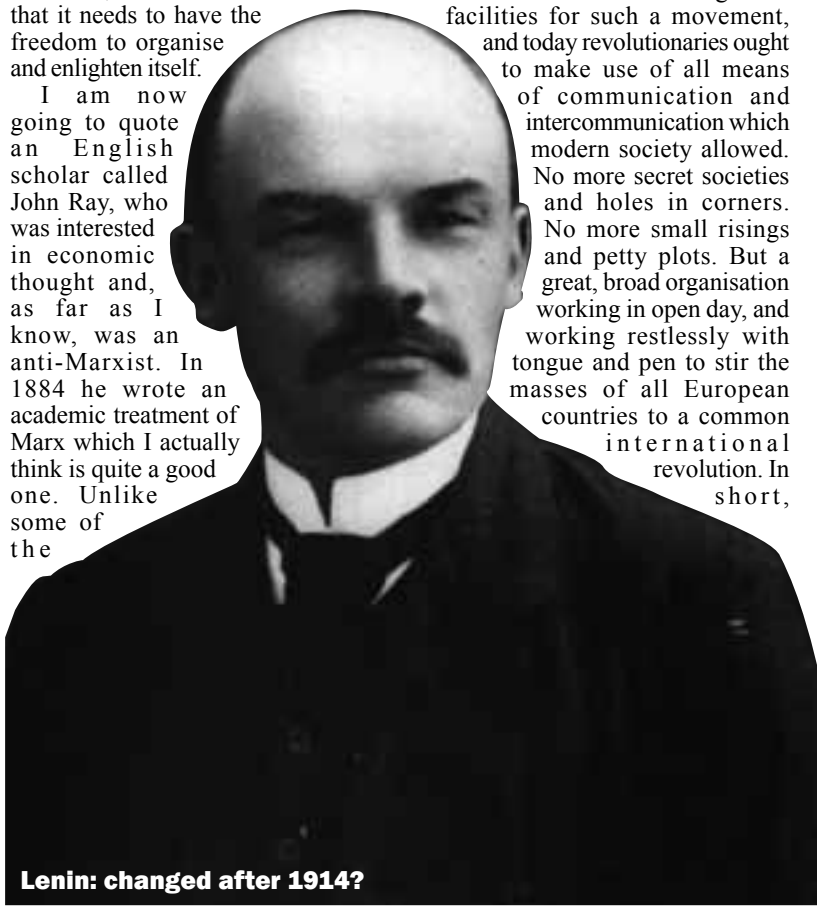 that it needs to have the
freedom to organise
and enlighten itself.
I am now
going to quote
an English
scholar called
John Ray, who
was interested
in economic
thought and,
as far as I
know, was an
anti-Marxist. In
1884 he wrote an
academic treatment of
Marx which I actually
think is quite a good
one. Unlike
some of
the
facilities for such a movement,
and today revolutionaries ought
to make use of all means
of communication and
intercommunication which
modern society allowed.
No more secret societies
and holes in corners.
No more small risings
and petty plots. But a
great, broad organisation
working in open day, and
working restlessly with
tongue and pen to stir the
masses of all European
countries to a common
international
revolution. In
short,
Lenin: changed after 1914?